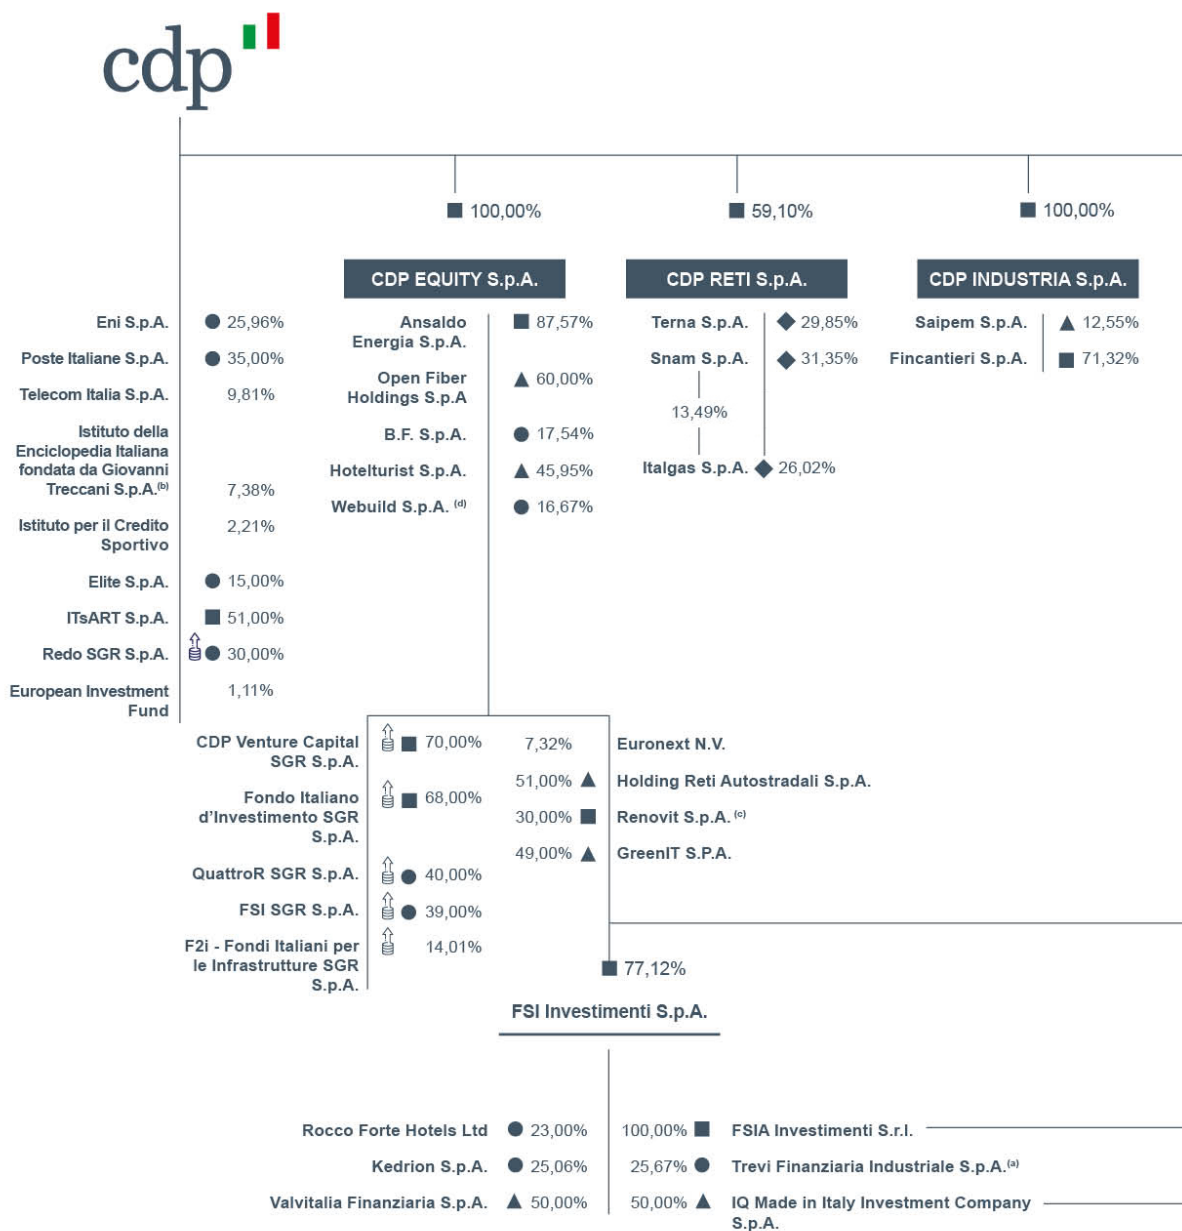 cdp
100,00%
59,10%
100,00%
CDP EQUITY S.p.A.
CDP RETI S.p.A.
CDP INDUSTRIA S.p.A.
Eni S.p.A. 25,96%
Poste Italiane S.p.A. 35,00%
Telecom Italia S.p.A. 9,81%
Istituto della
Enciclopedia Italiana
fondata da Giovanni
Treccani S.p.A.(b) 7,38%
Istituto per il Credito 2,21%
Sportivo
Elite S.p.A. 15,00%
ITsART S.p.A. 51,00%
Redo SGR S.p.A. 30,00%
European Investment 1,11%
Fund
Ansaldo 87,57%
Energia S.p.A.
Open Fiber 60,00%
Holdings S.p.A
B.F. S.p.A. 17,54%
Hotelturist S.p.A. 45,95%
Webuild S.p.A. (d) 16,67%
Terna S.p.A. 29,85%
Snam S.p.A. 31,35%
13,49%
Italgas S.p.A. 26,02%
Saipem S.p.A. 12,55%
Fincantieri S.p.A. 71,32%
CDP Venture Capital 70,00%
SGR S.p.A.
Fondo Italiano 68,00%
d'Investimento SGR
S.p.A.
QuattroR SGR S.p.A. 40,00%
FSI SGR S.p.A. 39,00%
F2i - Fondi Italiani per 14,01%
le Infrastrutture SGR
S.p.A.
7,32% Euronext N.V.
51,00% Holding Reti Autostradali S.p.A.
30,00% Renovit S.p.A. (c)
49,00% GreenIT S.P.A.
77,12%
FSI Investimenti S.p.A.
Rocco Forte Hotels Ltd 23,00%
Kedrion S.p.A. 25,06%
Valvitalia Finanziaria S.p.A. 50,00%
100,00% FSIA Investimenti S.r.l.
25,67% Trevi Finanziaria Industriale S.p.A.(a)
50,00% IQ Made in Italy Investment Company
S.p.A.